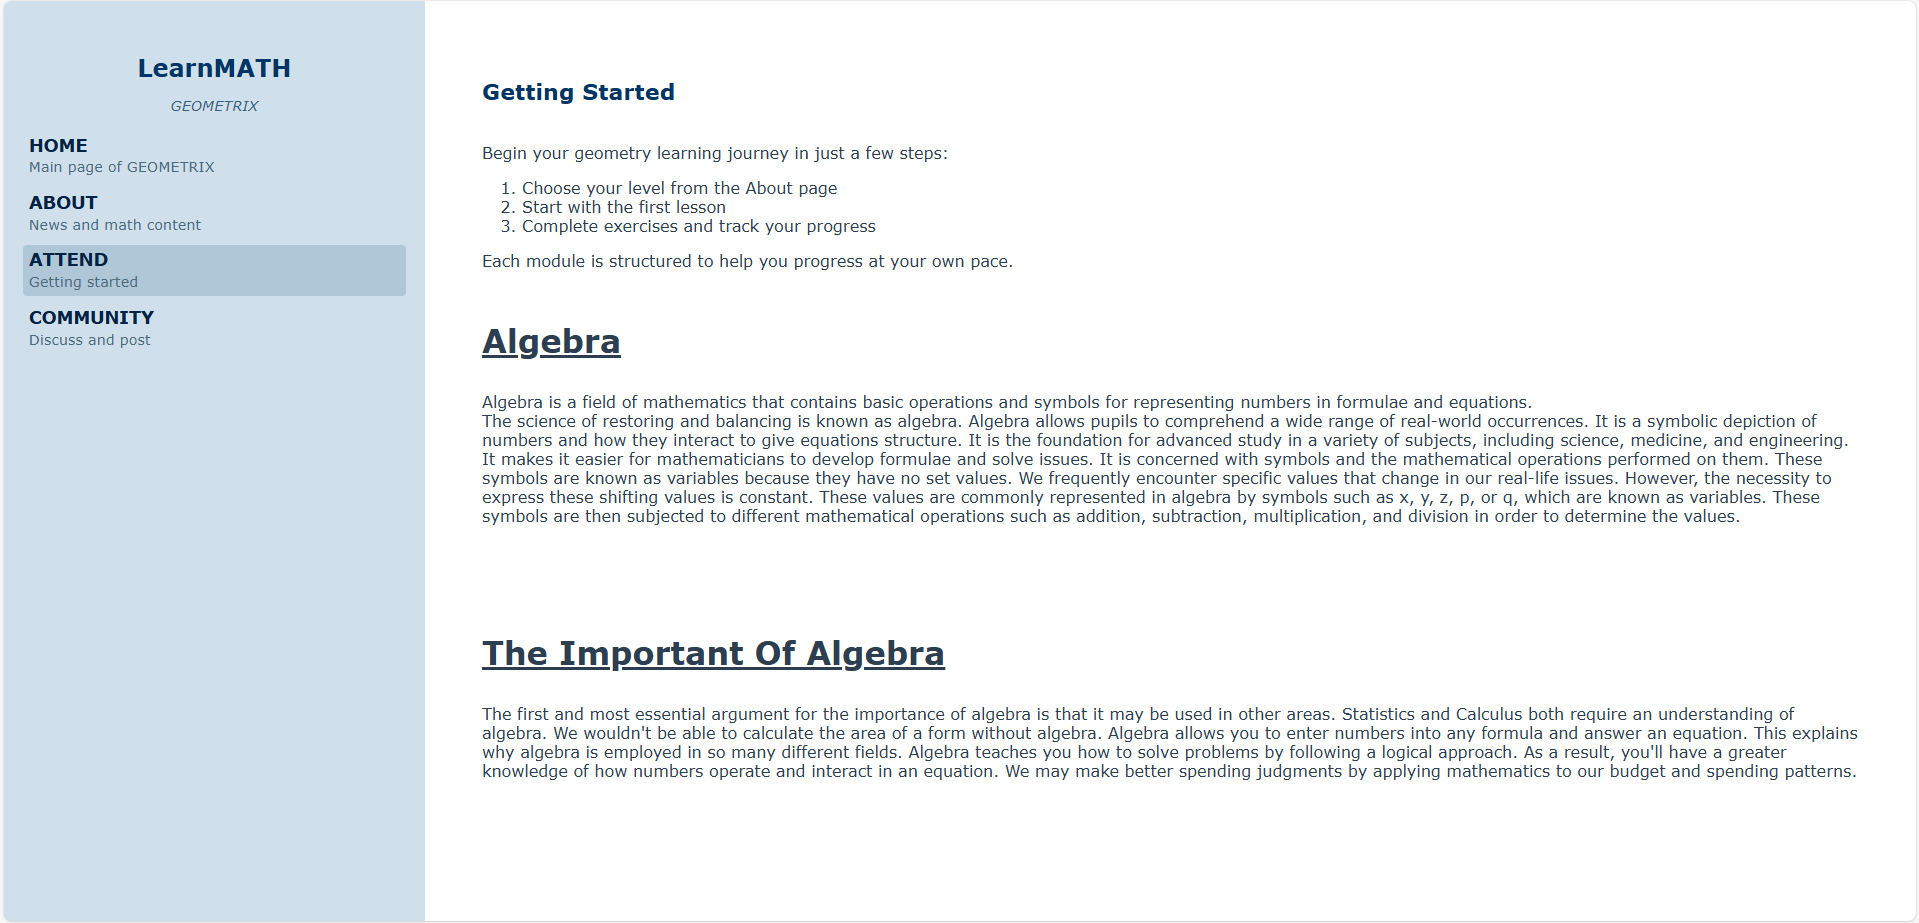 LearnMATH
GEOMETRIX
HOME
Main page of GEOMETRIX
ABOUT
News and math content
ATTEND
Getting started
COMMUNITY
Discuss and post
Getting Started
Begin your geometry learning journey in just a few steps:
1. Choose your level from the About page
2. Start with the first lesson
3. Complete exercises and track your progress
Each module is structured to help you progress at your own pace.
Algebra
Algebra is a field of mathematics that contains basic operations and symbols for representing numbers in formulae and equations.
The science of restoring and balancing is known as algebra. Algebra allows pupils to comprehend a wide range of real-world occurrences. It is a symbolic depiction of
numbers and how they interact to give equations structure. It is the foundation for advanced study in a variety of subjects, including science, medicine, and engineering.
It makes it easier for mathematicians to develop formulae and solve issues. It is concerned with symbols and the mathematical operations performed on them. These
symbols are known as variables because they have no set values. We frequently encounter specific values that change in our real-life issues. However, the necessity to
express these shifting values is constant. These values are commonly represented in algebra by symbols such as x, y, z, p, or q, which are known as variables. These
symbols are then subjected to different mathematical operations such as addition, subtraction, multiplication, and division in order to determine the values.
The Important Of Algebra
The first and most essential argument for the importance of algebra is that it may be used in other areas. Statistics and Calculus both require an understanding of
algebra. We wouldn't be able to calculate the area of a form without algebra. Algebra allows you to enter numbers into any formula and answer an equation. This explains
why algebra is employed in so many different fields. Algebra teaches you how to solve problems by following a logical approach. As a result, you'll have a greater
knowledge of how numbers operate and interact in an equation. We may make better spending judgments by applying mathematics to our budget and spending patterns.